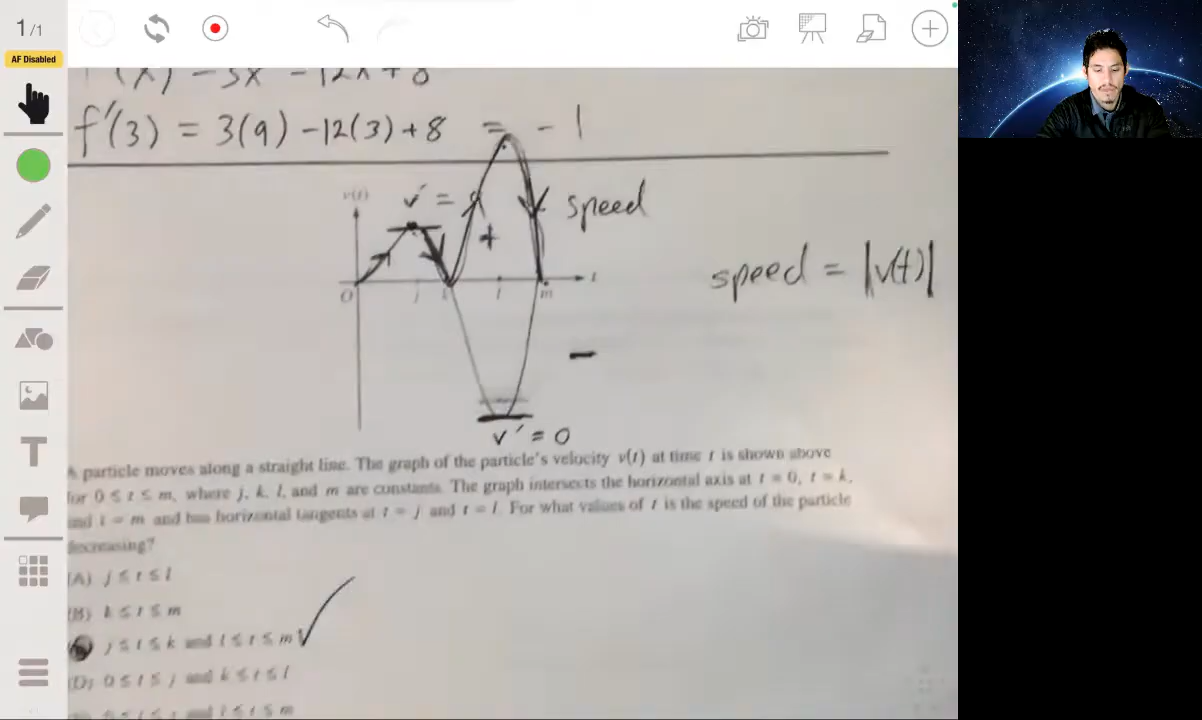 1/1
AF Disabled
f'(3) = 3(9) -12(3)+8 = -1
v(t)
v' =
speed
+
speed = |v(t)|
O j l m t
-
v' = 0
A particle moves along a straight line. The graph of the particle's velocity v(t) at time t is shown above
for 0 ≤ t ≤ m, where j, k, l, and m are constants. The graph intersects the horizontal axis at t = 0, t = k,
and t = m and has horizontal tangents at t = j and t = l. For what values of t is the speed of the particle
decreasing?
(A) j ≤ t ≤ l
(B) k ≤ t ≤ m
j ≤ t ≤ k and l ≤ t ≤ m
(D) 0 ≤ t ≤ j and k ≤ t ≤ l
and l ≤ t ≤ m
T